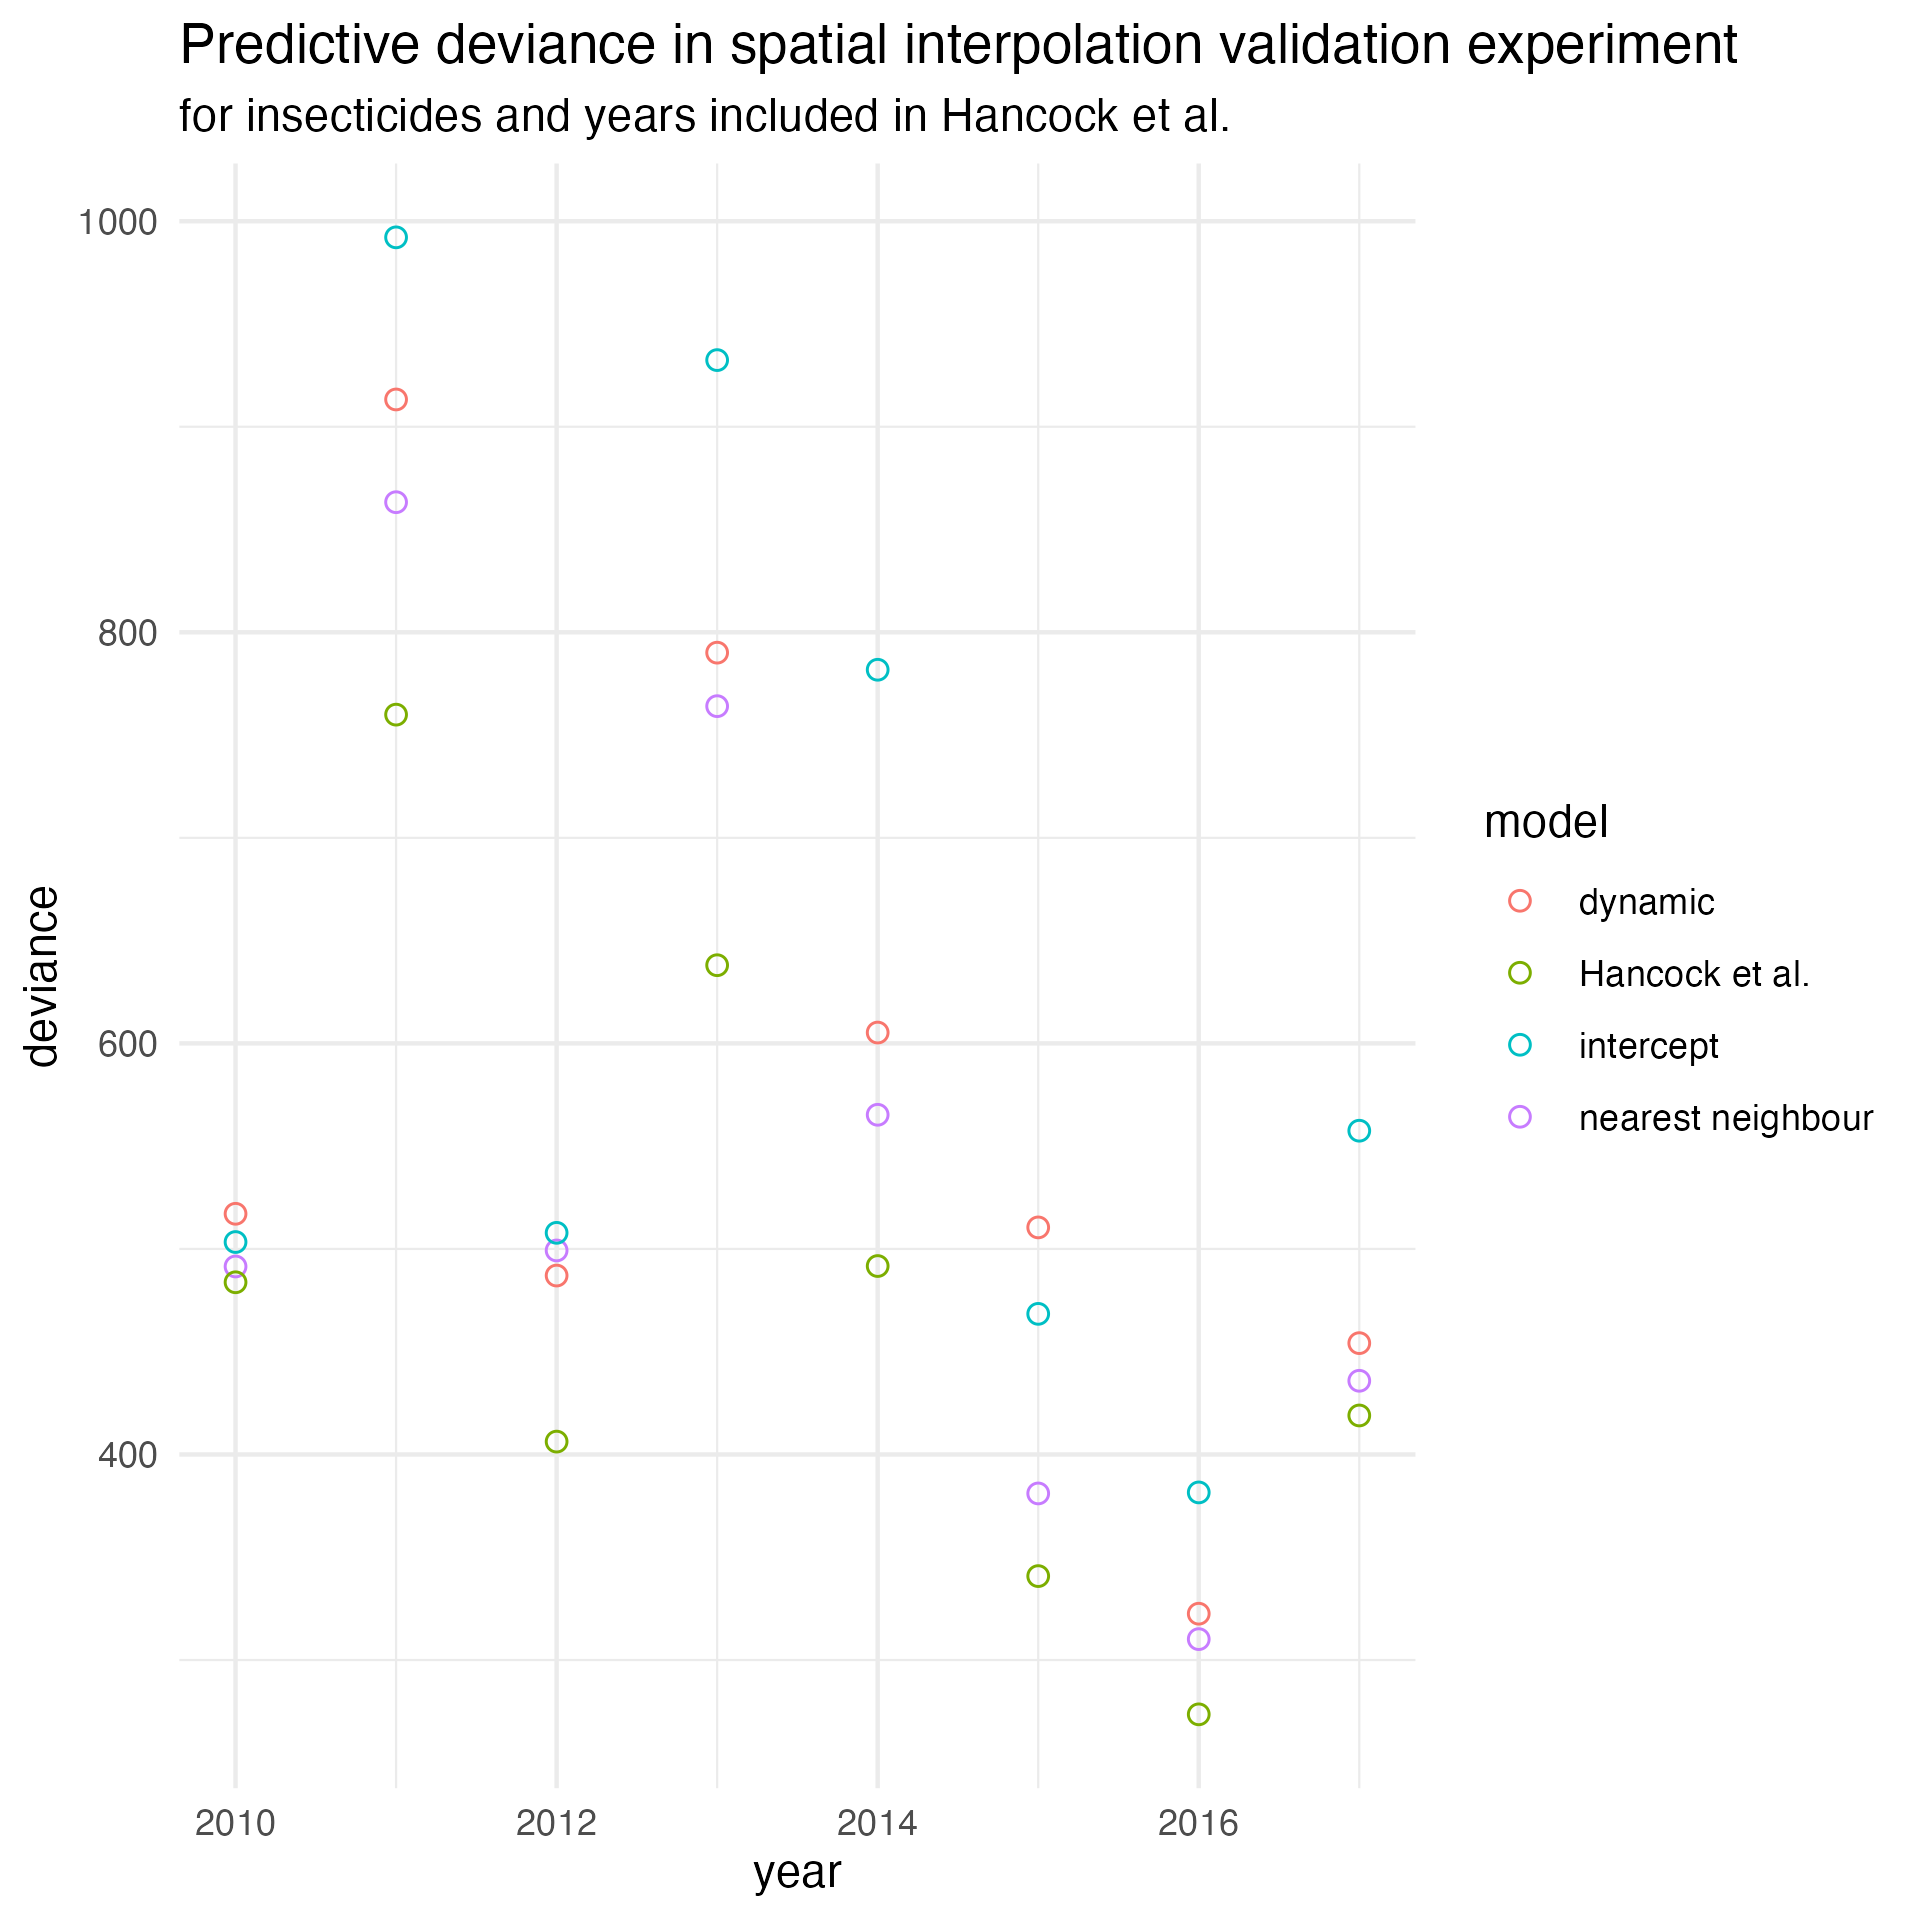 Predictive deviance in spatial interpolation validation experiment
for insecticides and years included in Hancock et al.
1000
800
600
400
deviance
2010 2012 2014 2016
year
model
dynamic
Hancock et al.
intercept
nearest neighbour